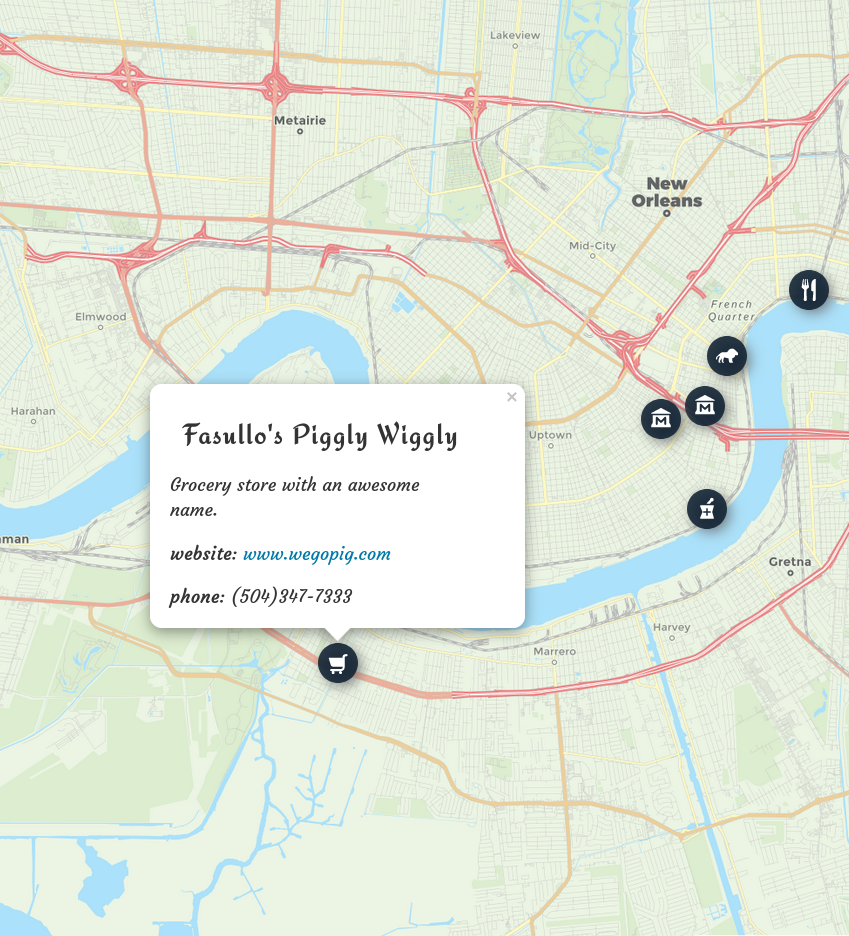 Lakeview
Metairie
New
Orleans
Mid-City
French
Quarter
Elmwood
Harahan
×
Fasullo's Piggly Wiggly
Grocery store with an awesome
name.
website: www.wegopig.com
phone: (504)347-7333
Uptown
man
Gretna
Harvey
Marrero
M
M